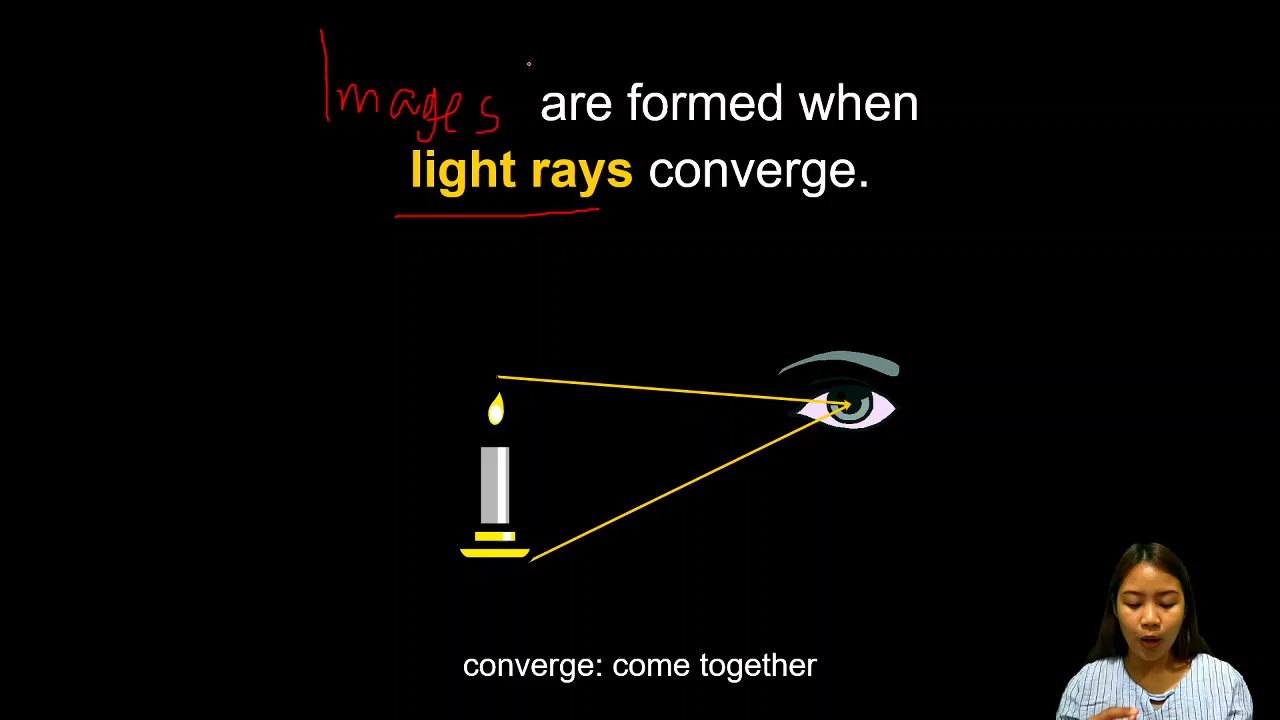 Images are formed when
light rays converge.
converge: come together